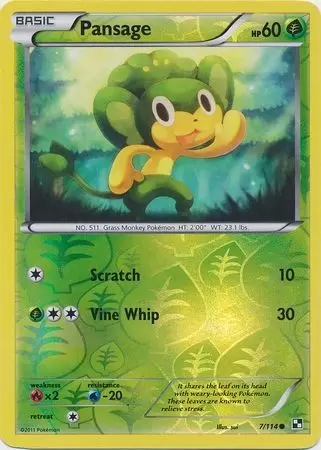 BASIC
Pansage HP60
NO. 511 Grass Monkey Pokémon HT: 2'00" WT: 23.1 lbs.
Scratch 10
Vine Whip 30
weakness resistance
×2 -20
retreat
It shares the leaf on its head
with weary-looking Pokémon.
These leaves are known to
relieve stress.
©2011 Pokémon Illus. sui 7/114